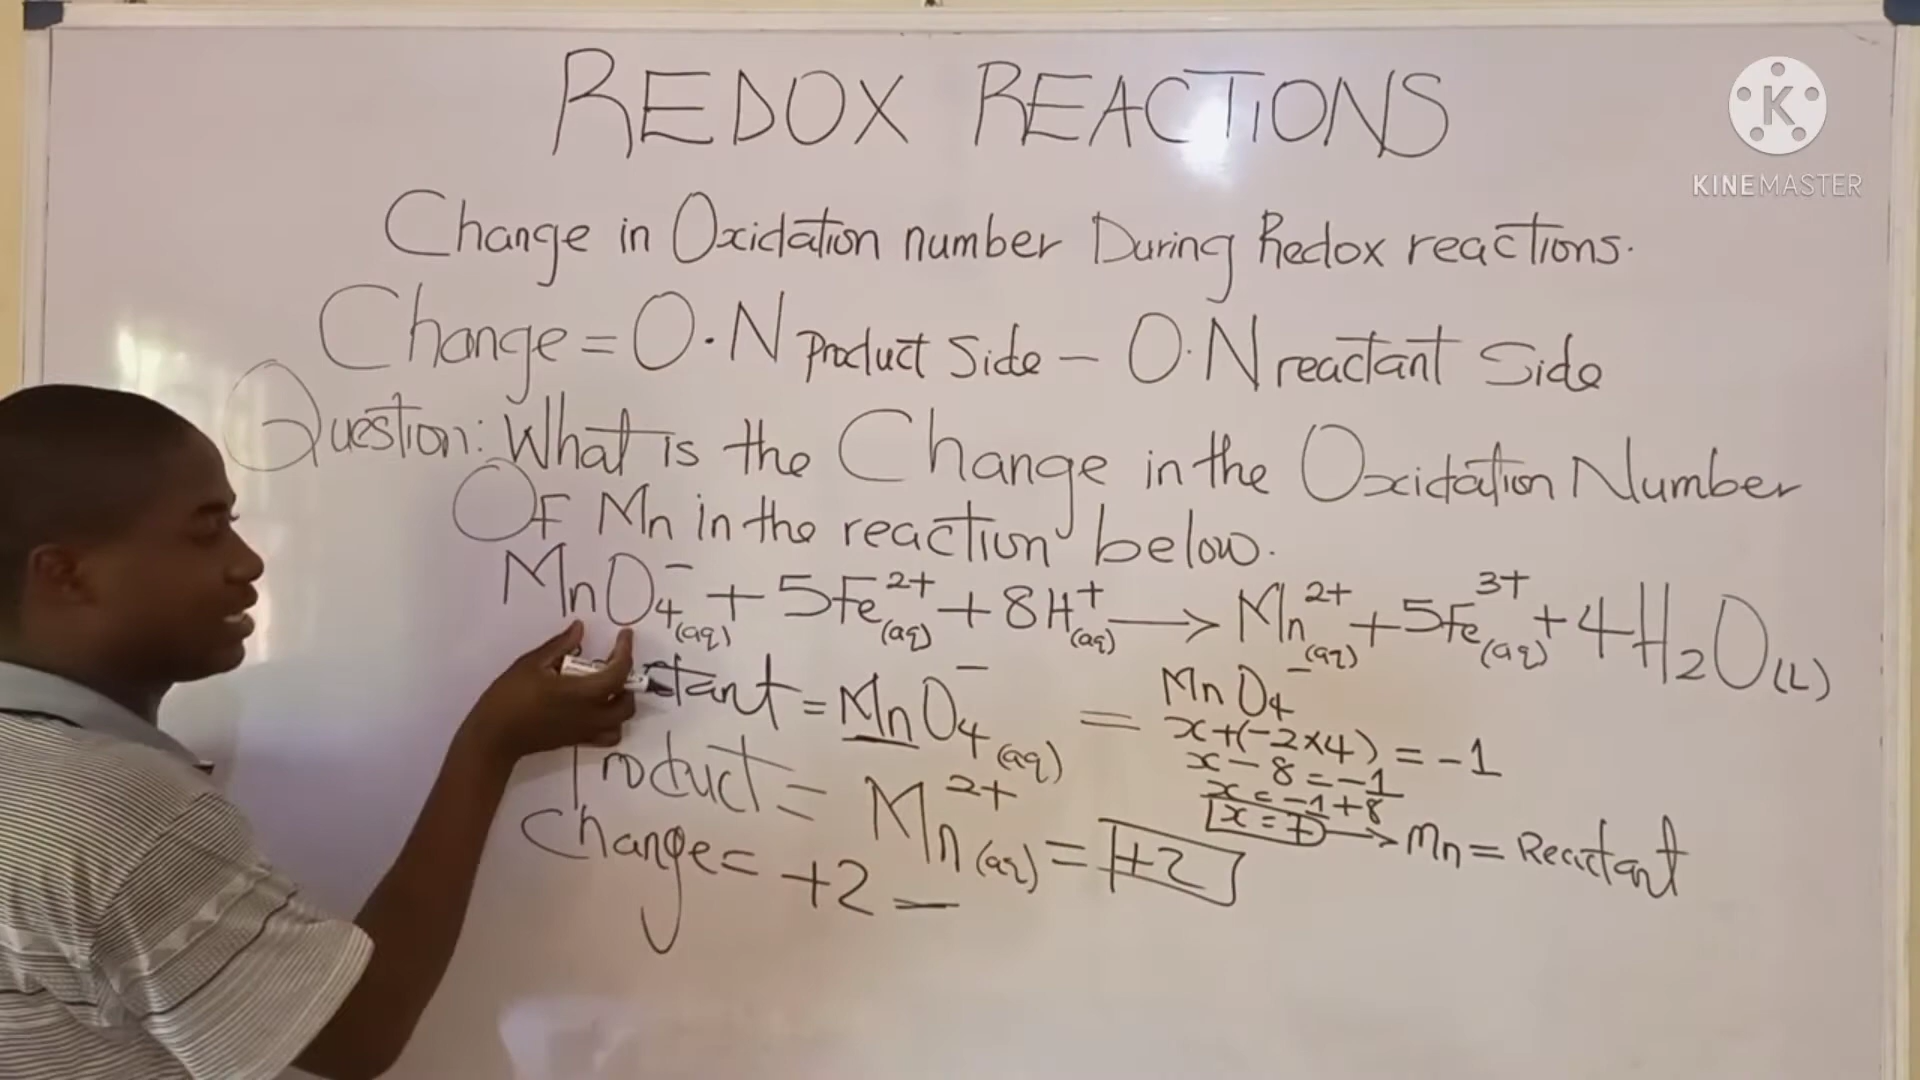 REDOX REACTIONS
Change in Oxidation number During Redox reactions.
Change = O.N product Side - O.N reactant Side
Question: What is the Change in the Oxidation Number
Of Mn in the reaction below.
MnO₄⁻(aq) + 5Fe²⁺(aq) + 8H⁺(aq) → Mn²⁺(aq) + 5Fe³⁺(aq) + 4H₂O(L)
tant = MnO₄⁻(aq) = MnO₄⁻
x+(-2×4) = -1
x - 8 = -1
x = -1+8
x = 7 → Mn = Reactant
Product = Mn²⁺(aq) = +2
Change = +2 -
K
KINEMASTER